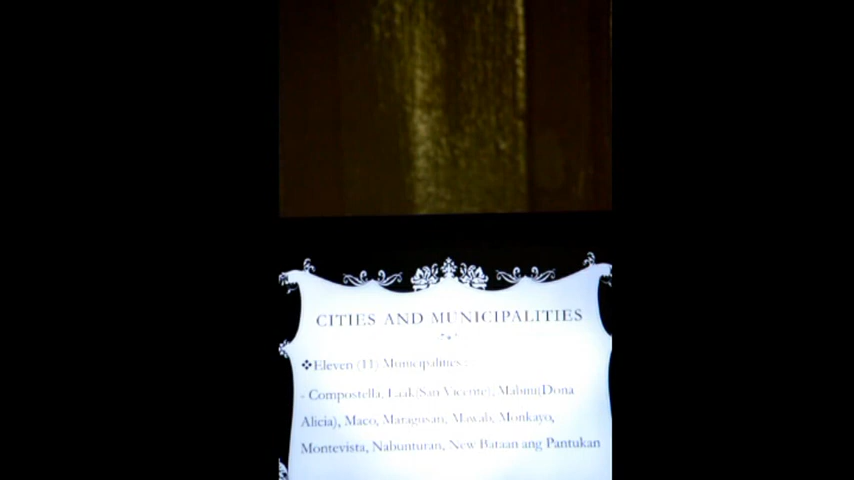 CITIES AND MUNICIPALITIES
❖Eleven (11) Municipalities :
- Compostella, Laak(San Vicente), Mabini(Dona
Alicia), Maco, Maragusan, Mawab, Monkayo,
Montevista, Nabunturan, New Bataan ang Pantukan